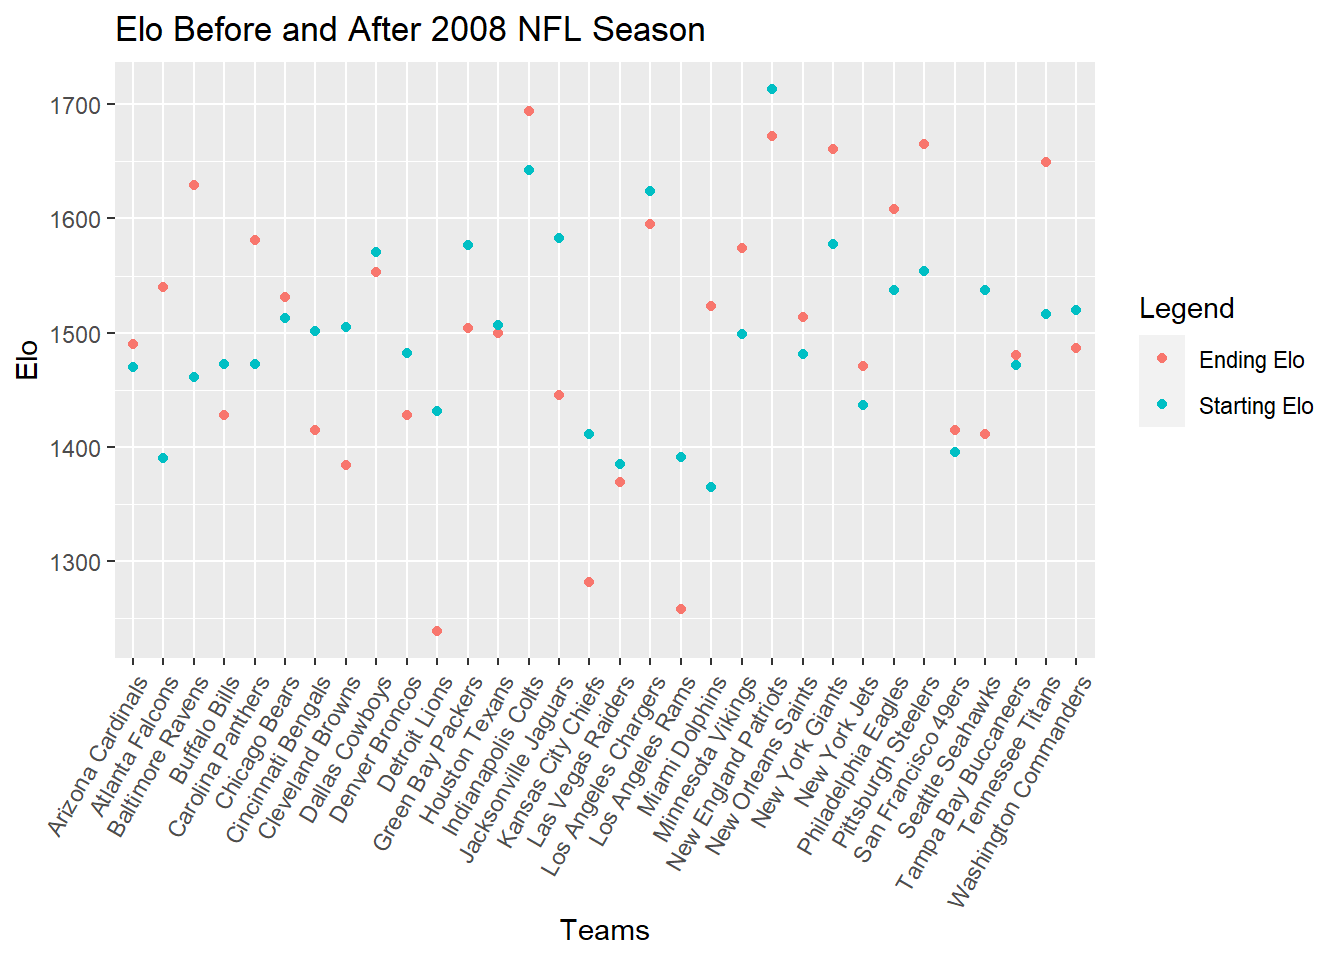 Elo Before and After 2008 NFL Season
Elo
1700
1600
1500
1400
1300
Arizona Cardinals
Atlanta Falcons
Baltimore Ravens
Buffalo Bills
Carolina Panthers
Chicago Bears
Cincinnati Bengals
Cleveland Browns
Dallas Cowboys
Denver Broncos
Detroit Lions
Green Bay Packers
Houston Texans
Indianapolis Colts
Jacksonville Jaguars
Kansas City Chiefs
Las Vegas Raiders
Los Angeles Chargers
Los Angeles Rams
Miami Dolphins
Minnesota Vikings
New England Patriots
New Orleans Saints
New York Giants
New York Jets
Philadelphia Eagles
Pittsburgh Steelers
San Francisco 49ers
Seattle Seahawks
Tampa Bay Buccaneers
Tennessee Titans
Washington Commanders
Teams
Legend
Ending Elo
Starting Elo